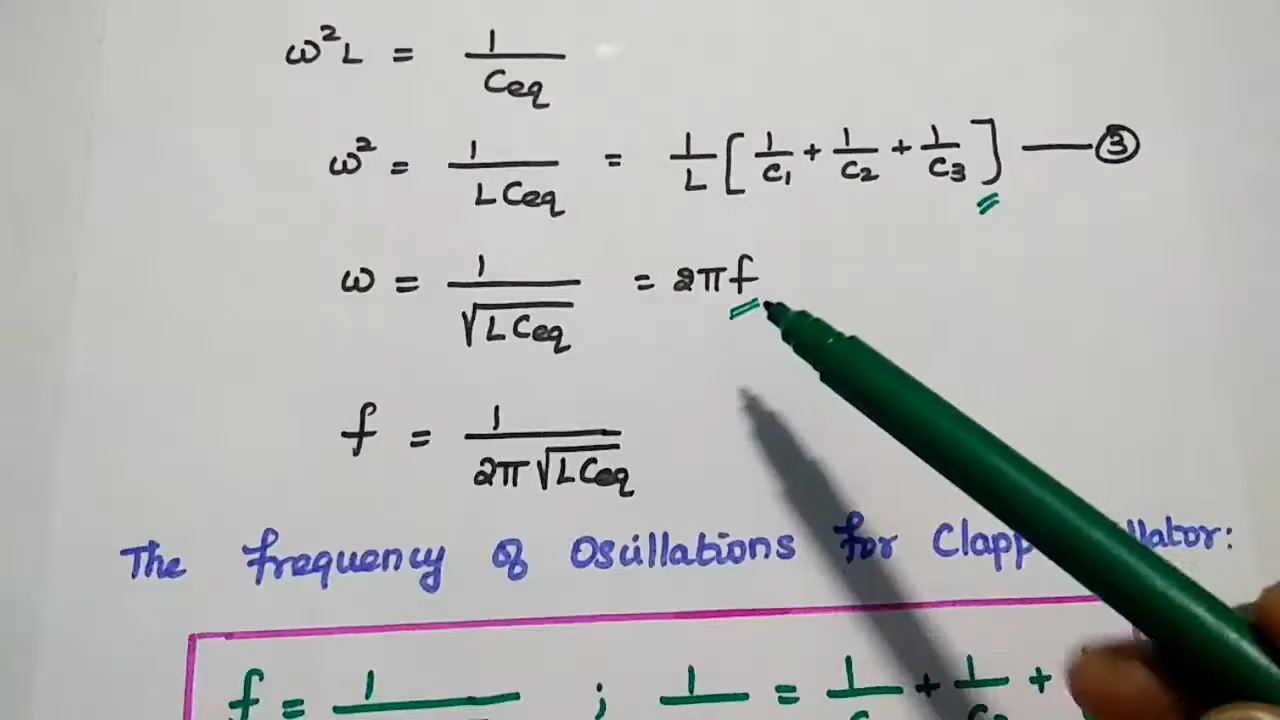 ω²L = 1/Ceq
ω² = 1/LCeq = 1/L [1/C₁ + 1/C₂ + 1/C₃] —— ③
ω = 1/√LCeq = 2πf
f = 1/2π√LCeq
The frequency of Oscillations for
f = 1/ ; 1/ = 1/ + 1/ +